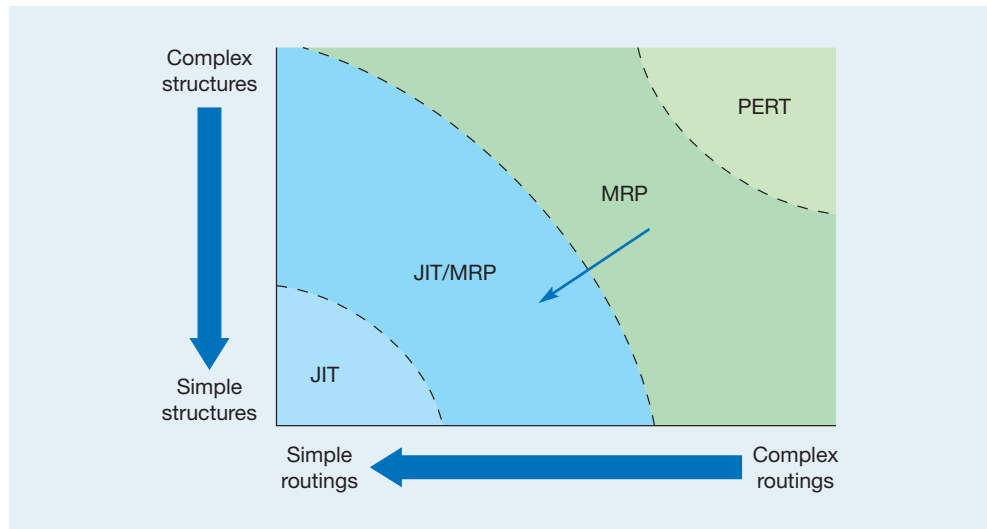 Complex
structures
PERT
MRP
JIT/MRP
JIT
Simple
structures
Simple
routings
Complex
routings